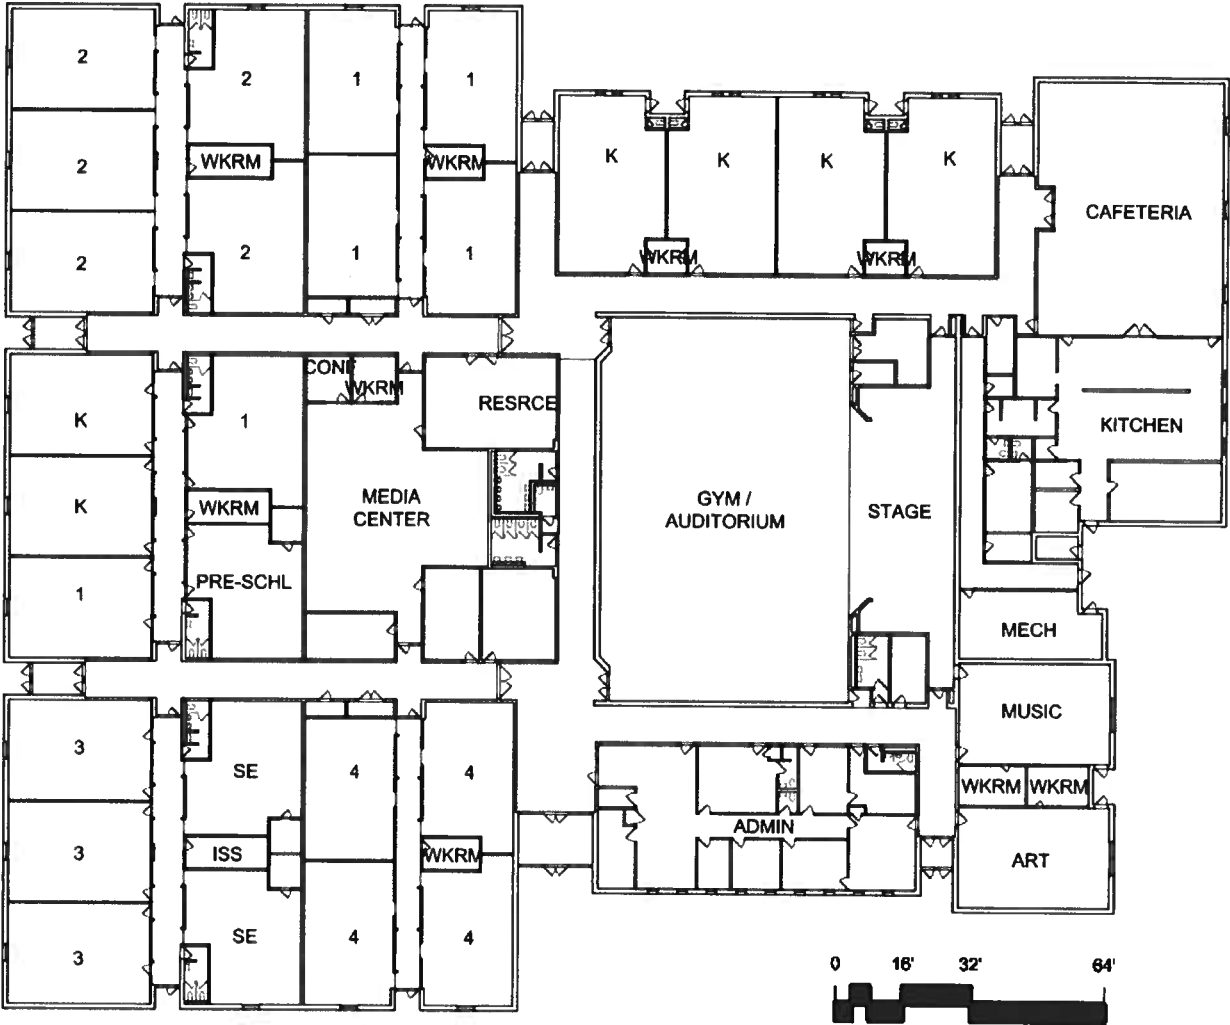 2
2
1
1
K
K
K
K
WKRM
WKRM
2
CAFETERIA
2
2
1
1
WKRM
WKRM
CONF
WKRM
RESRCE
K
1
KITCHEN
K
WKRM
MEDIA
CENTER
GYM /
AUDITORIUM
STAGE
1
PRE-SCHL
MECH
MUSIC
3
SE
4
4
WKRM
WKRM
ADMIN
3
ISS
WKRM
ART
3
SE
4
4
0
16'
32'
64'